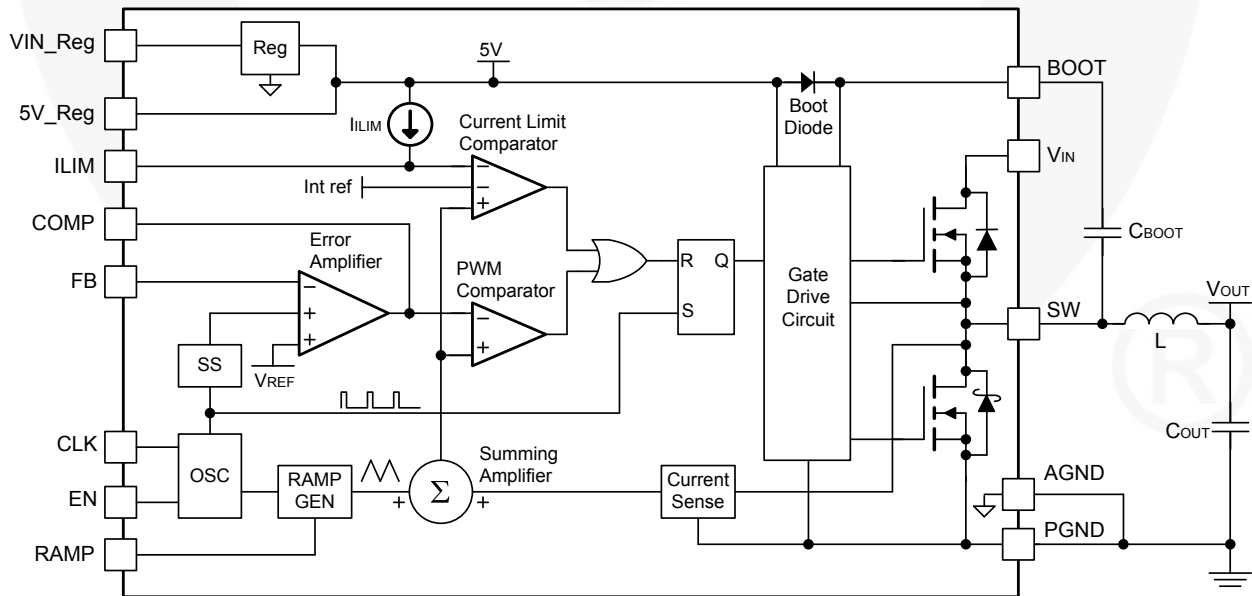 VIN_Reg
Reg
5V
BOOT
5V_Reg
Boot
Diode
IILIM
Current Limit
Comparator
VIN
ILIM
Int ref
COMP
CBOOT
Error
Amplifier
R
Q
FB
PWM
Comparator
Gate
Drive
Circuit
VOUT
S
SW
L
SS
VREF
®
COUT
CLK
OSC
RAMP
GEN
Σ
Summing
Amplifier
Current
Sense
AGND
EN
PGND
RAMP
− − +
− + +
− +
+ +